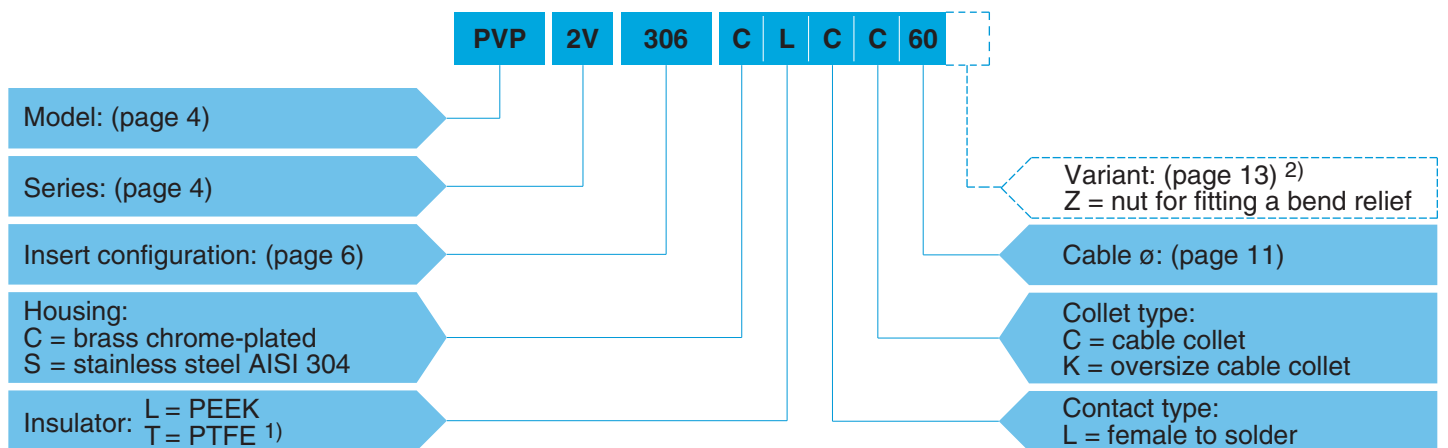 PVP 2V 306 C L C C 60
Model: (page 4)
Series: (page 4)
Insert configuration: (page 6)
Housing:
C = brass chrome-plated
S = stainless steel AISI 304
Insulator: L = PEEK
T = PTFE 1)
Variant: (page 13) 2)
Z = nut for fitting a bend relief
Cable ø: (page 11)
Collet type:
C = cable collet
K = oversize cable collet
Contact type:
L = female to solder